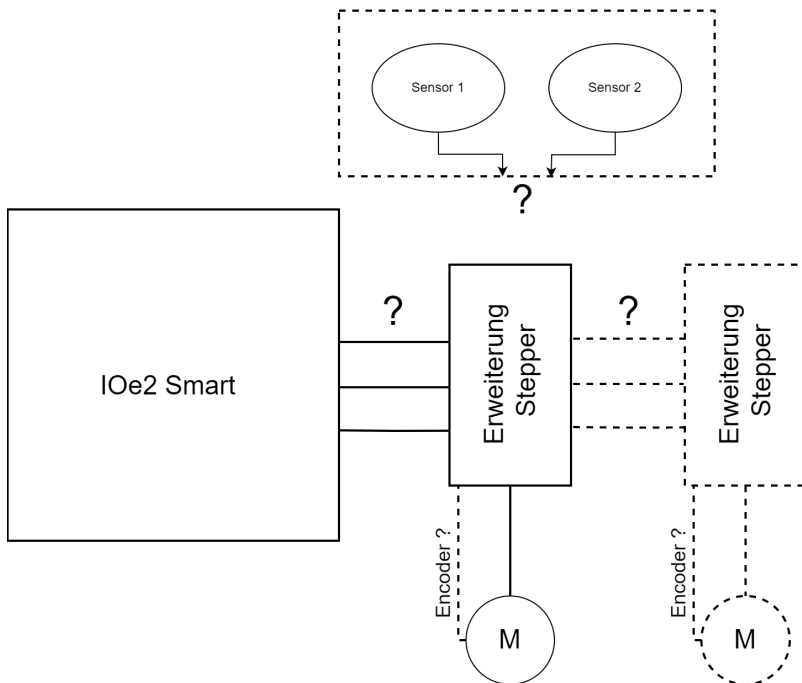 Sensor 1
Sensor 2
?
?
?
IOe2 Smart
Erweiterung
Stepper
Erweiterung
Stepper
Encoder ?
Encoder ?
M
M